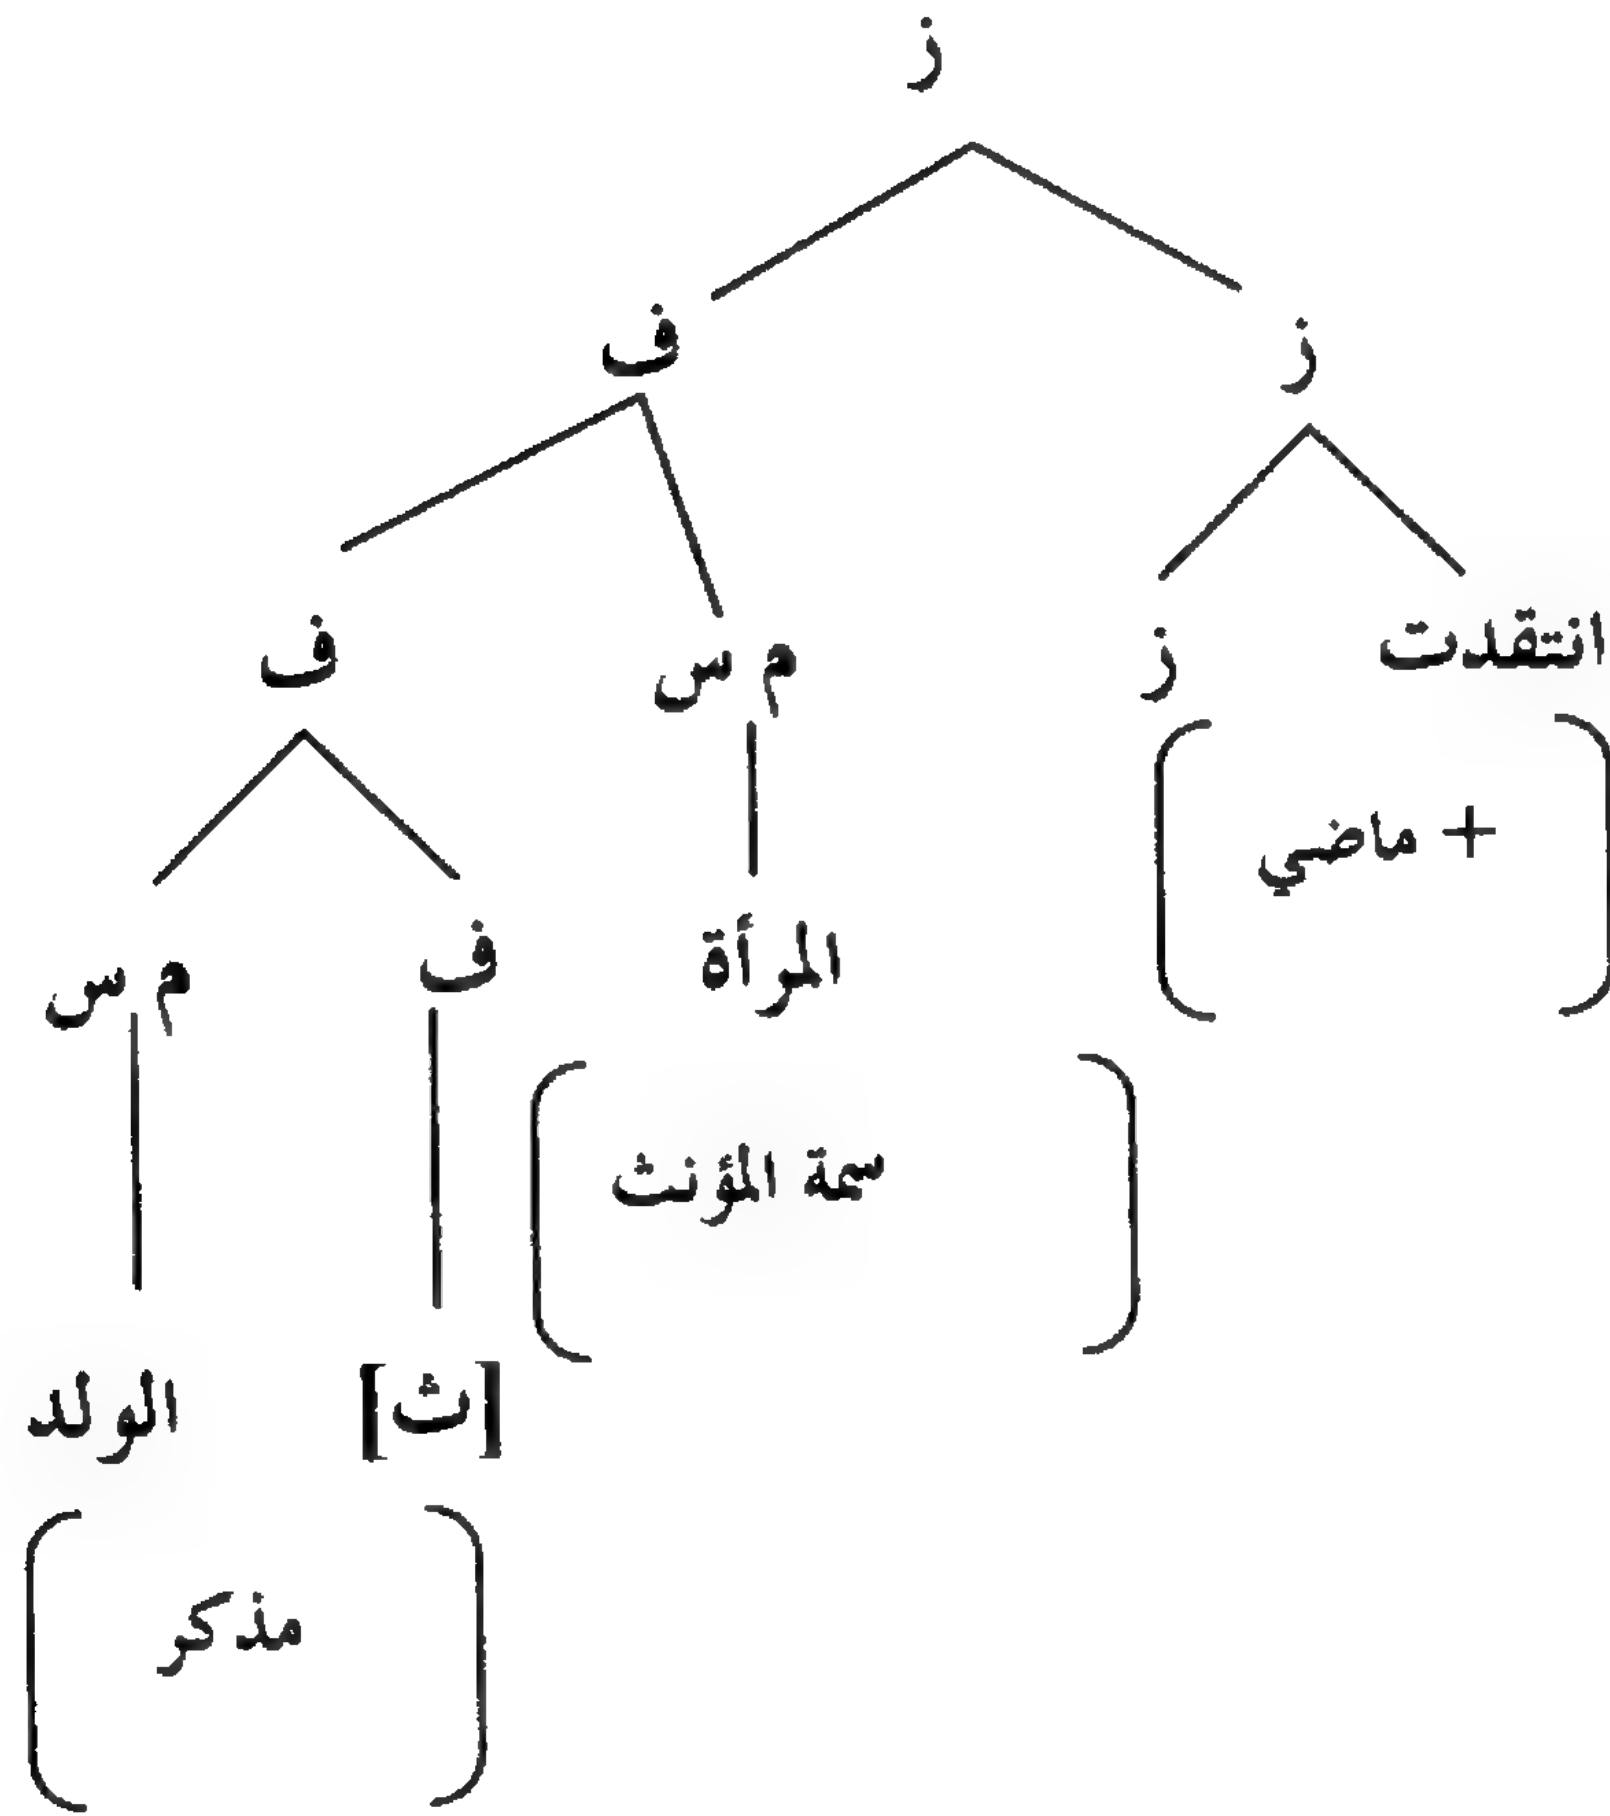 ز
ز ف
انتقدت ز م س ف
+ ماضي
المرأة ف م س
سمة المؤنث
[ث] الولد
مذكر